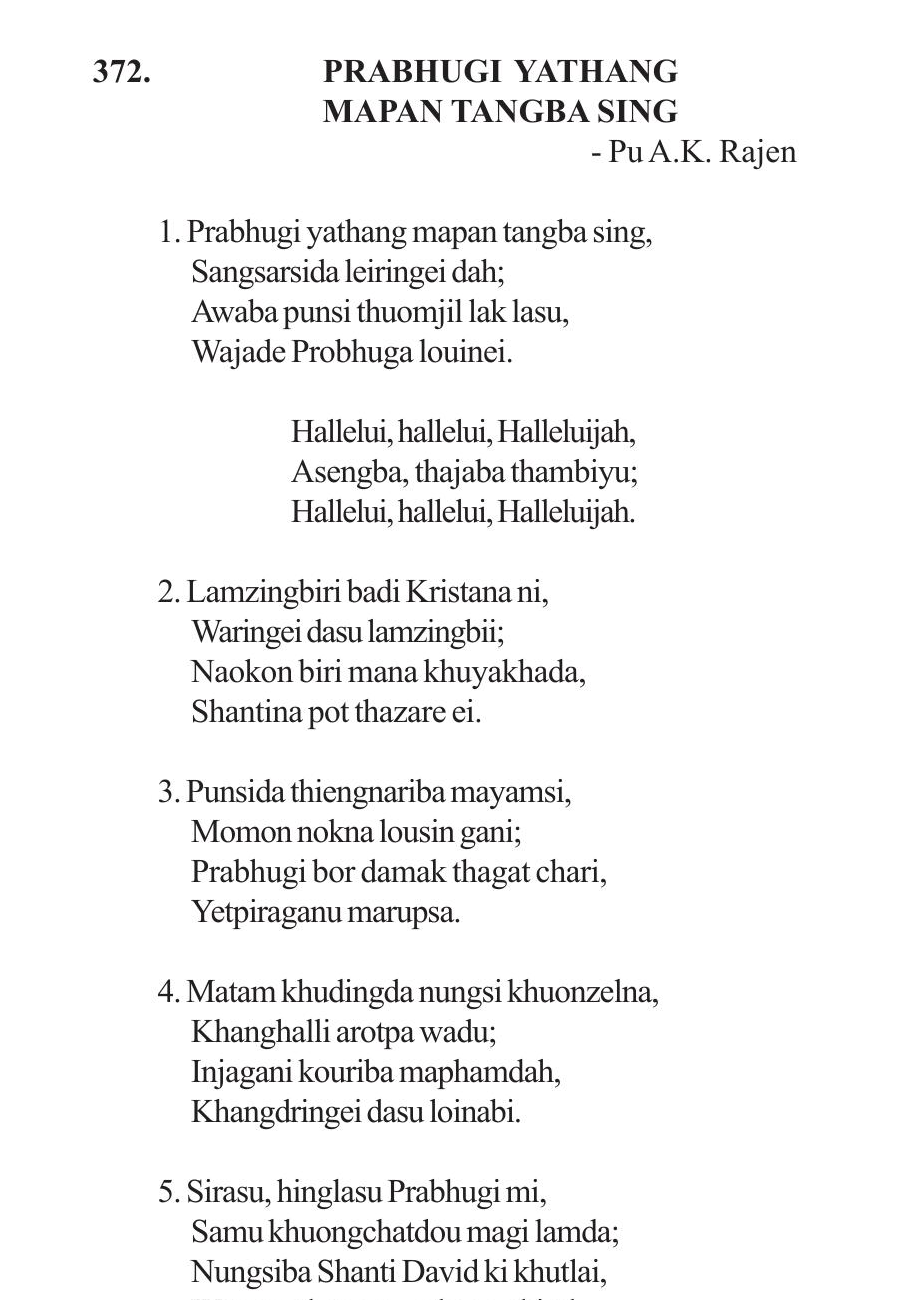 372. PRABHUGI YATHANG
MAPAN TANGBA SING
- Pu A.K. Rajen
1. Prabhugi yathang mapan tangba sing,
Sangsarsida leiringei dah;
Awaba punsi thuomjil lak lasu,
Wajade Probhuga louinei.
Hallelui, hallelui, Halleluijah,
Asengba, thajaba thambiyu;
Hallelui, hallelui, Halleluijah.
2. Lamzingbiri badi Kristana ni,
Waringei dasu lamzingbii;
Naokon biri mana khuyakhada,
Shantina pot thazare ei.
3. Punsida thiengnariba mayamsi,
Momon nokna lousin gani;
Prabhugi bor damak thagat chari,
Yetpiraganu marupsa.
4. Matam khudingda nungsi khuonzelna,
Khanghalli arotpa wadu;
Injagani kouriba maphamdah,
Khangdringei dasu loinabi.
5. Sirasu, hinglasu Prabhugi mi,
Samu khuongchatdou magi lamda;
Nungsiba Shanti David ki khutlai,